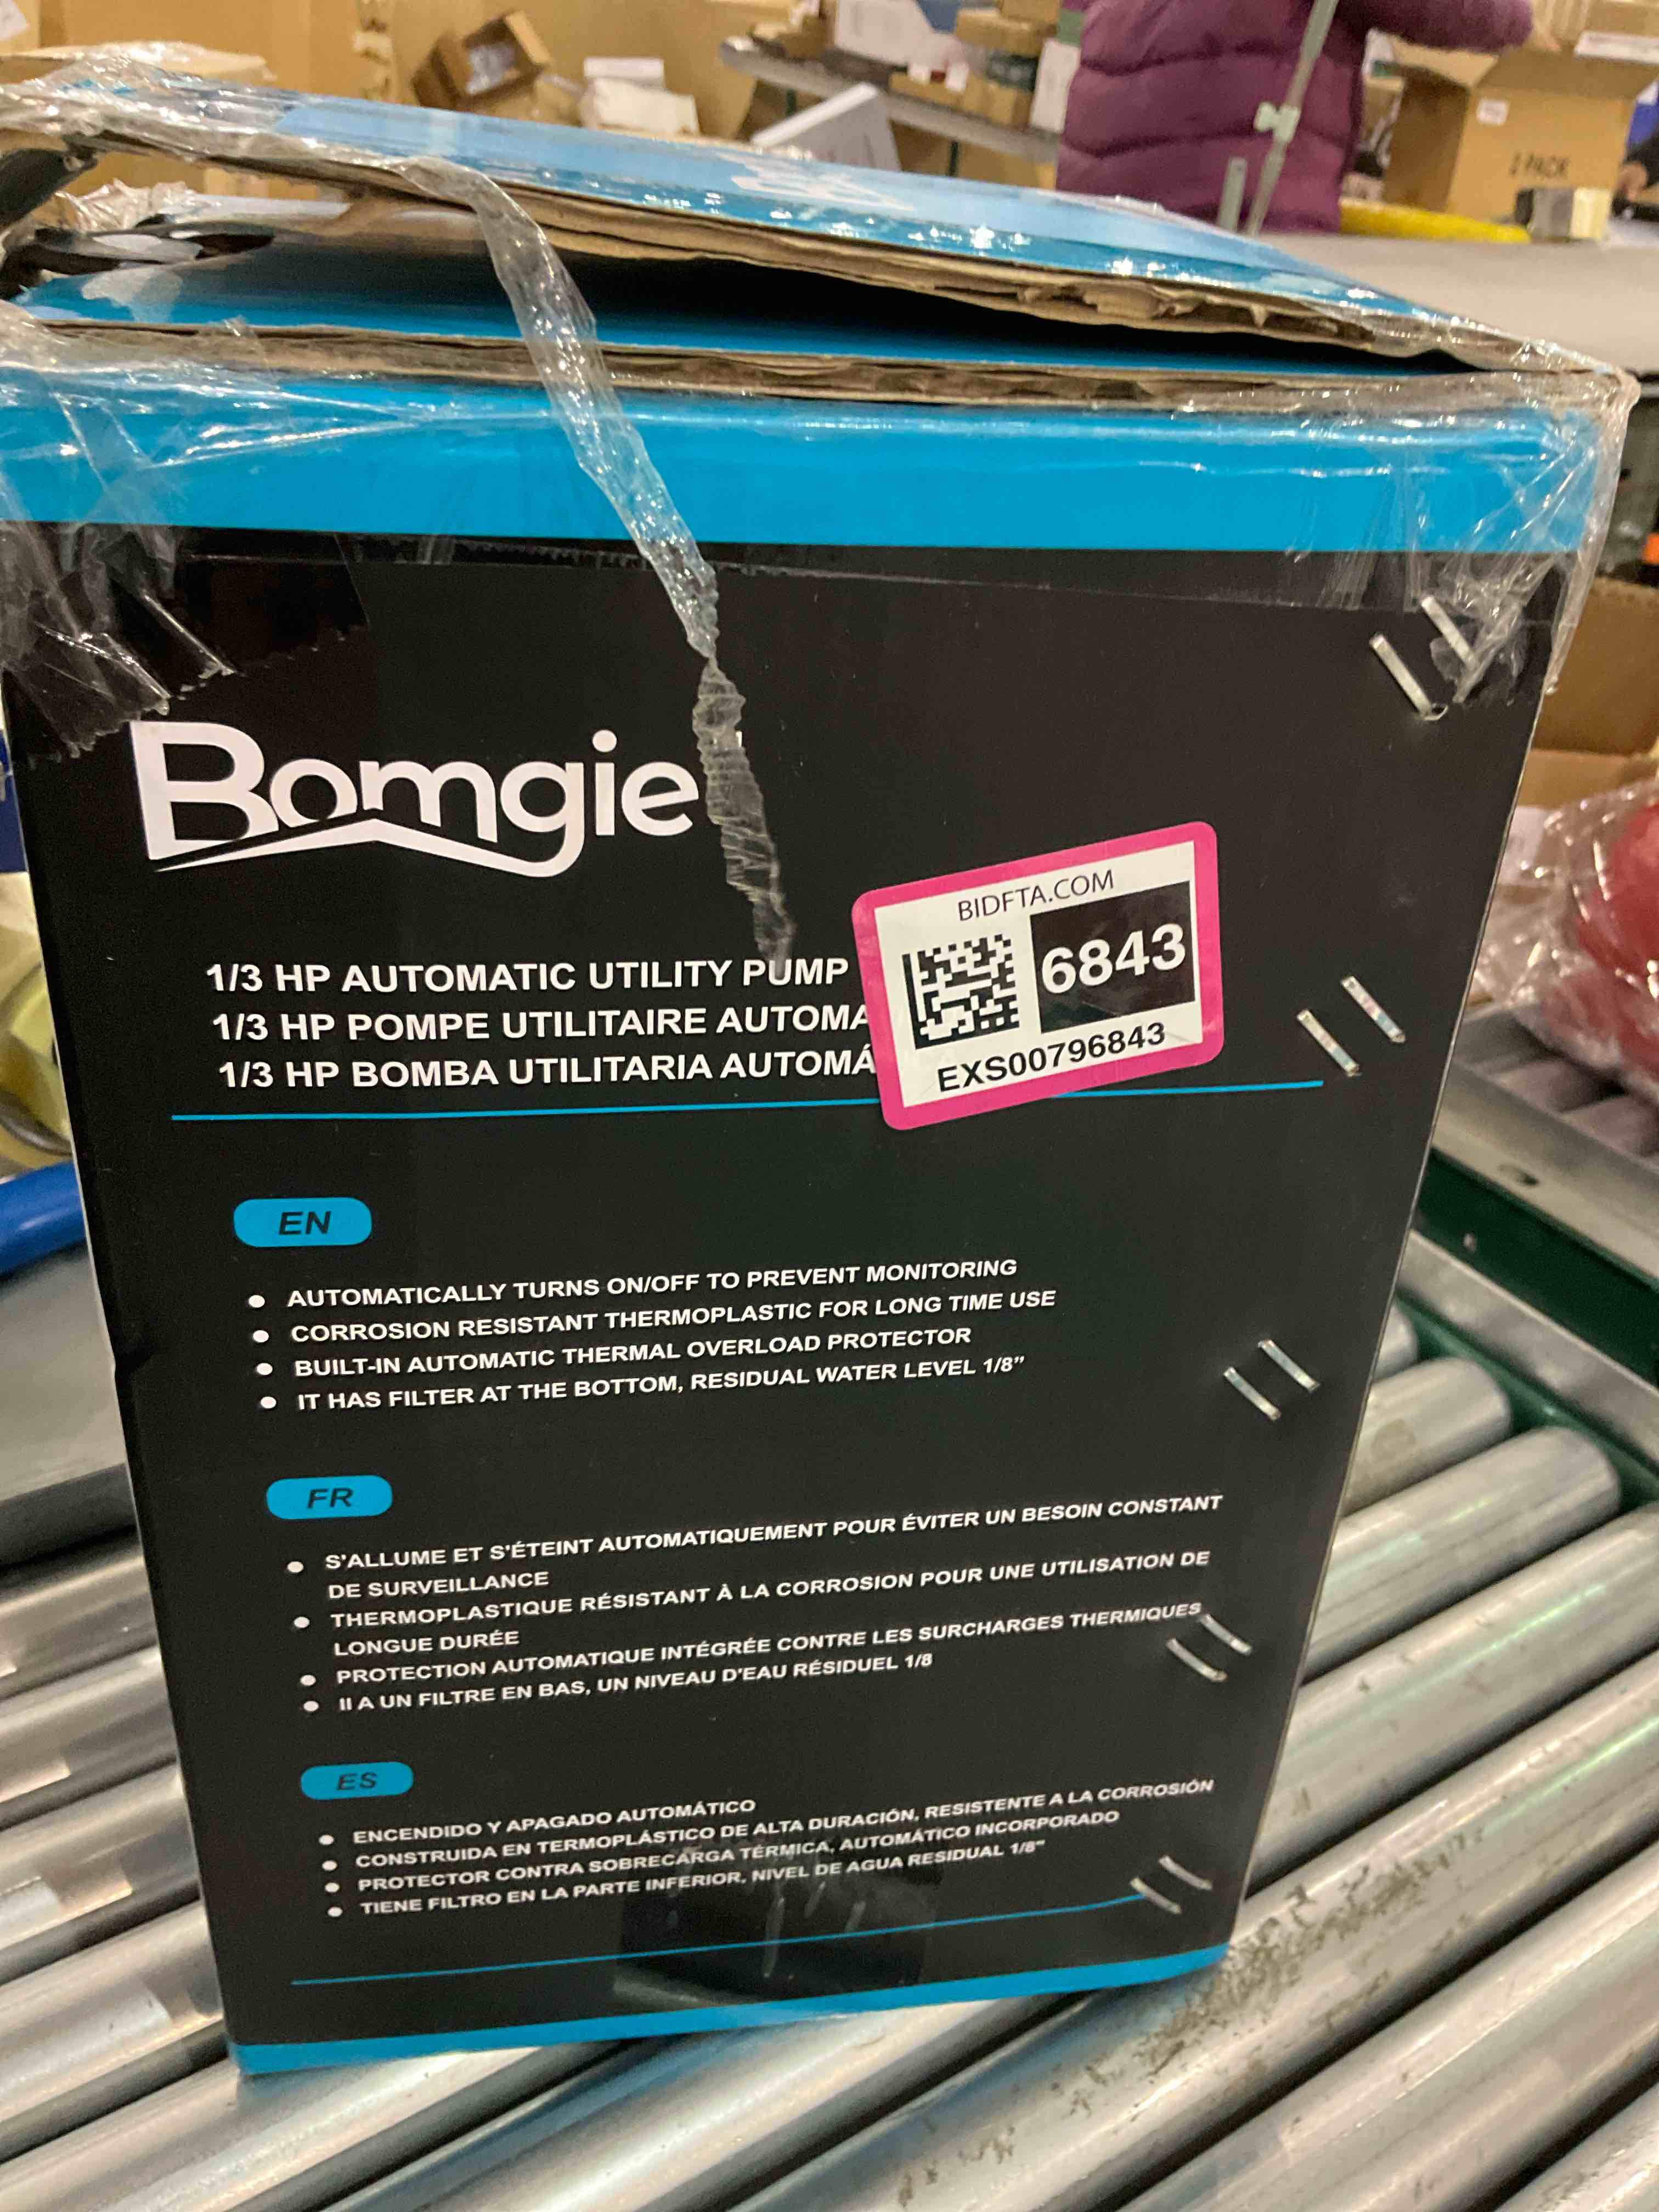 1 PACK
Bomgie
1/3 HP AUTOMATIC UTILITY PUMP
1/3 HP POMPE UTILITAIRE AUTOMA
1/3 HP BOMBA UTILITARIA AUTOMÁ
BIDFTA.COM
6843
EXS00796843
EN
• AUTOMATICALLY TURNS ON/OFF TO PREVENT MONITORING
• CORROSION RESISTANT THERMOPLASTIC FOR LONG TIME USE
• BUILT-IN AUTOMATIC THERMAL OVERLOAD PROTECTOR
• IT HAS FILTER AT THE BOTTOM, RESIDUAL WATER LEVEL 1/8”
FR
• S'ALLUME ET S'ÉTEINT AUTOMATIQUEMENT POUR ÉVITER UN BESOIN CONSTANT
DE SURVEILLANCE
• THERMOPLASTIQUE RÉSISTANT À LA CORROSION POUR UNE UTILISATION DE
LONGUE DURÉE
• PROTECTION AUTOMATIQUE INTÉGRÉE CONTRE LES SURCHARGES THERMIQUES
• II A UN FILTRE EN BAS, UN NIVEAU D'EAU RÉSIDUEL 1/8
ES
• ENCENDIDO Y APAGADO AUTOMÁTICO
• CONSTRUIDA EN TERMOPLÁSTICO DE ALTA DURACIÓN, RESISTENTE A LA CORROSIÓN
• PROTECTOR CONTRA SOBRECARGA TÉRMICA, AUTOMÁTICO INCORPORADO
• TIENE FILTRO EN LA PARTE INFERIOR, NIVEL DE AGUA RESIDUAL 1/8"